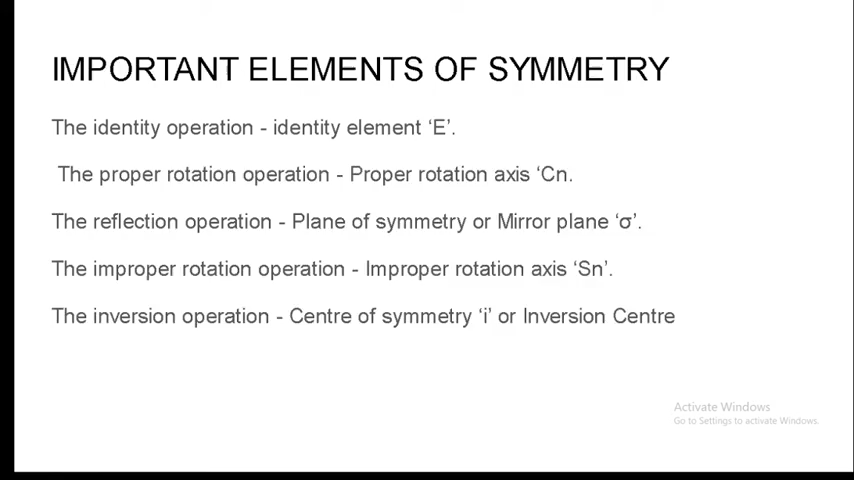 IMPORTANT ELEMENTS OF SYMMETRY
The identity operation - identity element ‘E’.
The proper rotation operation - Proper rotation axis ‘Cn.
The reflection operation - Plane of symmetry or Mirror plane ‘σ’.
The improper rotation operation - Improper rotation axis ‘Sn’.
The inversion operation - Centre of symmetry ‘i’ or Inversion Centre
Activate Windows
Go to Settings to activate Windows.